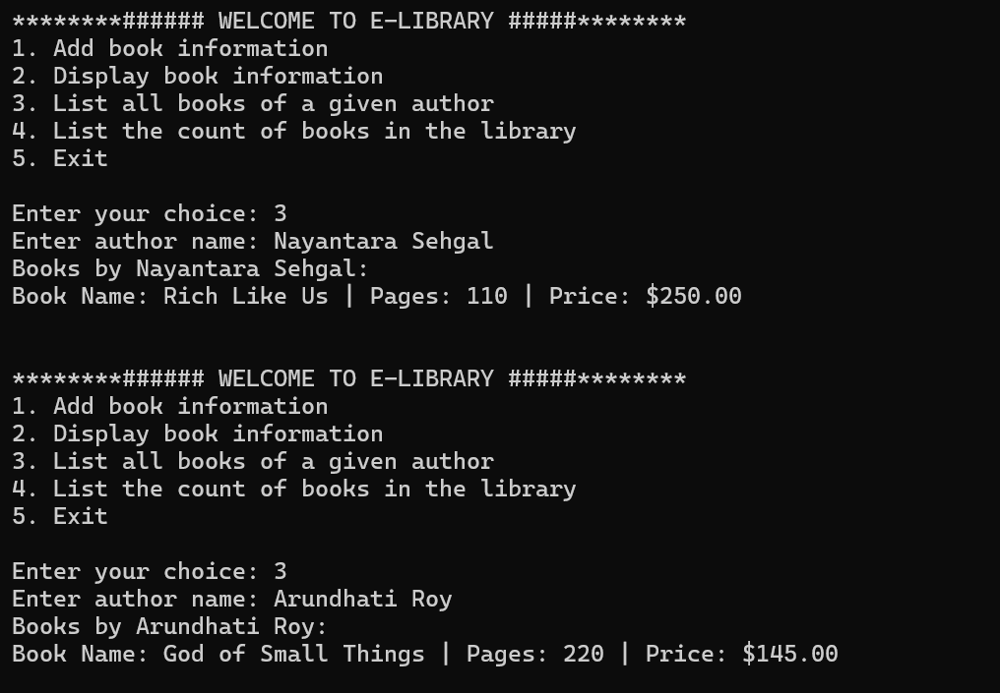 ********###### WELCOME TO E-LIBRARY #####********
1. Add book information
2. Display book information
3. List all books of a given author
4. List the count of books in the library
5. Exit
Enter your choice: 3
Enter author name: Nayantara Sehgal
Books by Nayantara Sehgal:
Book Name: Rich Like Us | Pages: 110 | Price: $250.00
********###### WELCOME TO E-LIBRARY #####********
1. Add book information
2. Display book information
3. List all books of a given author
4. List the count of books in the library
5. Exit
Enter your choice: 3
Enter author name: Arundhati Roy
Books by Arundhati Roy:
Book Name: God of Small Things | Pages: 220 | Price: $145.00